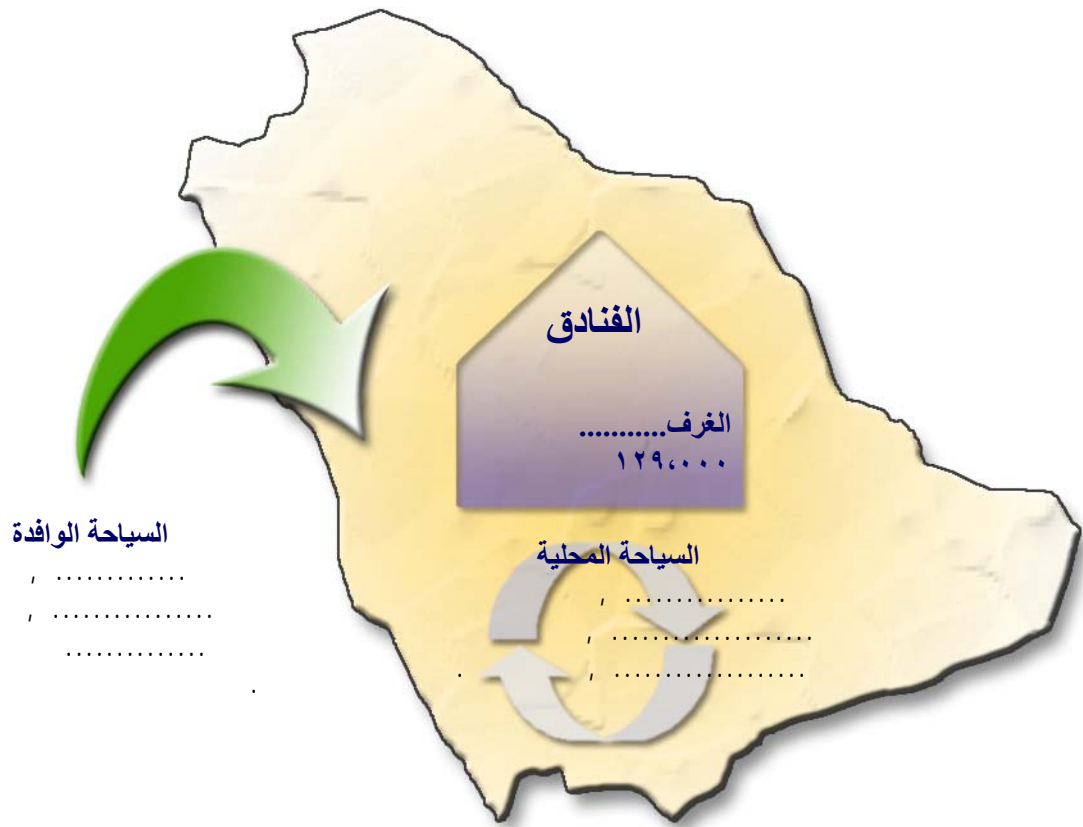 الفنادق
الغرف...........
١٢٩،٠٠٠
السياحة الوافدة
............. ,
................ ,
..............
.
السياحة المحلية
................ ,
.................... ,
................... , .